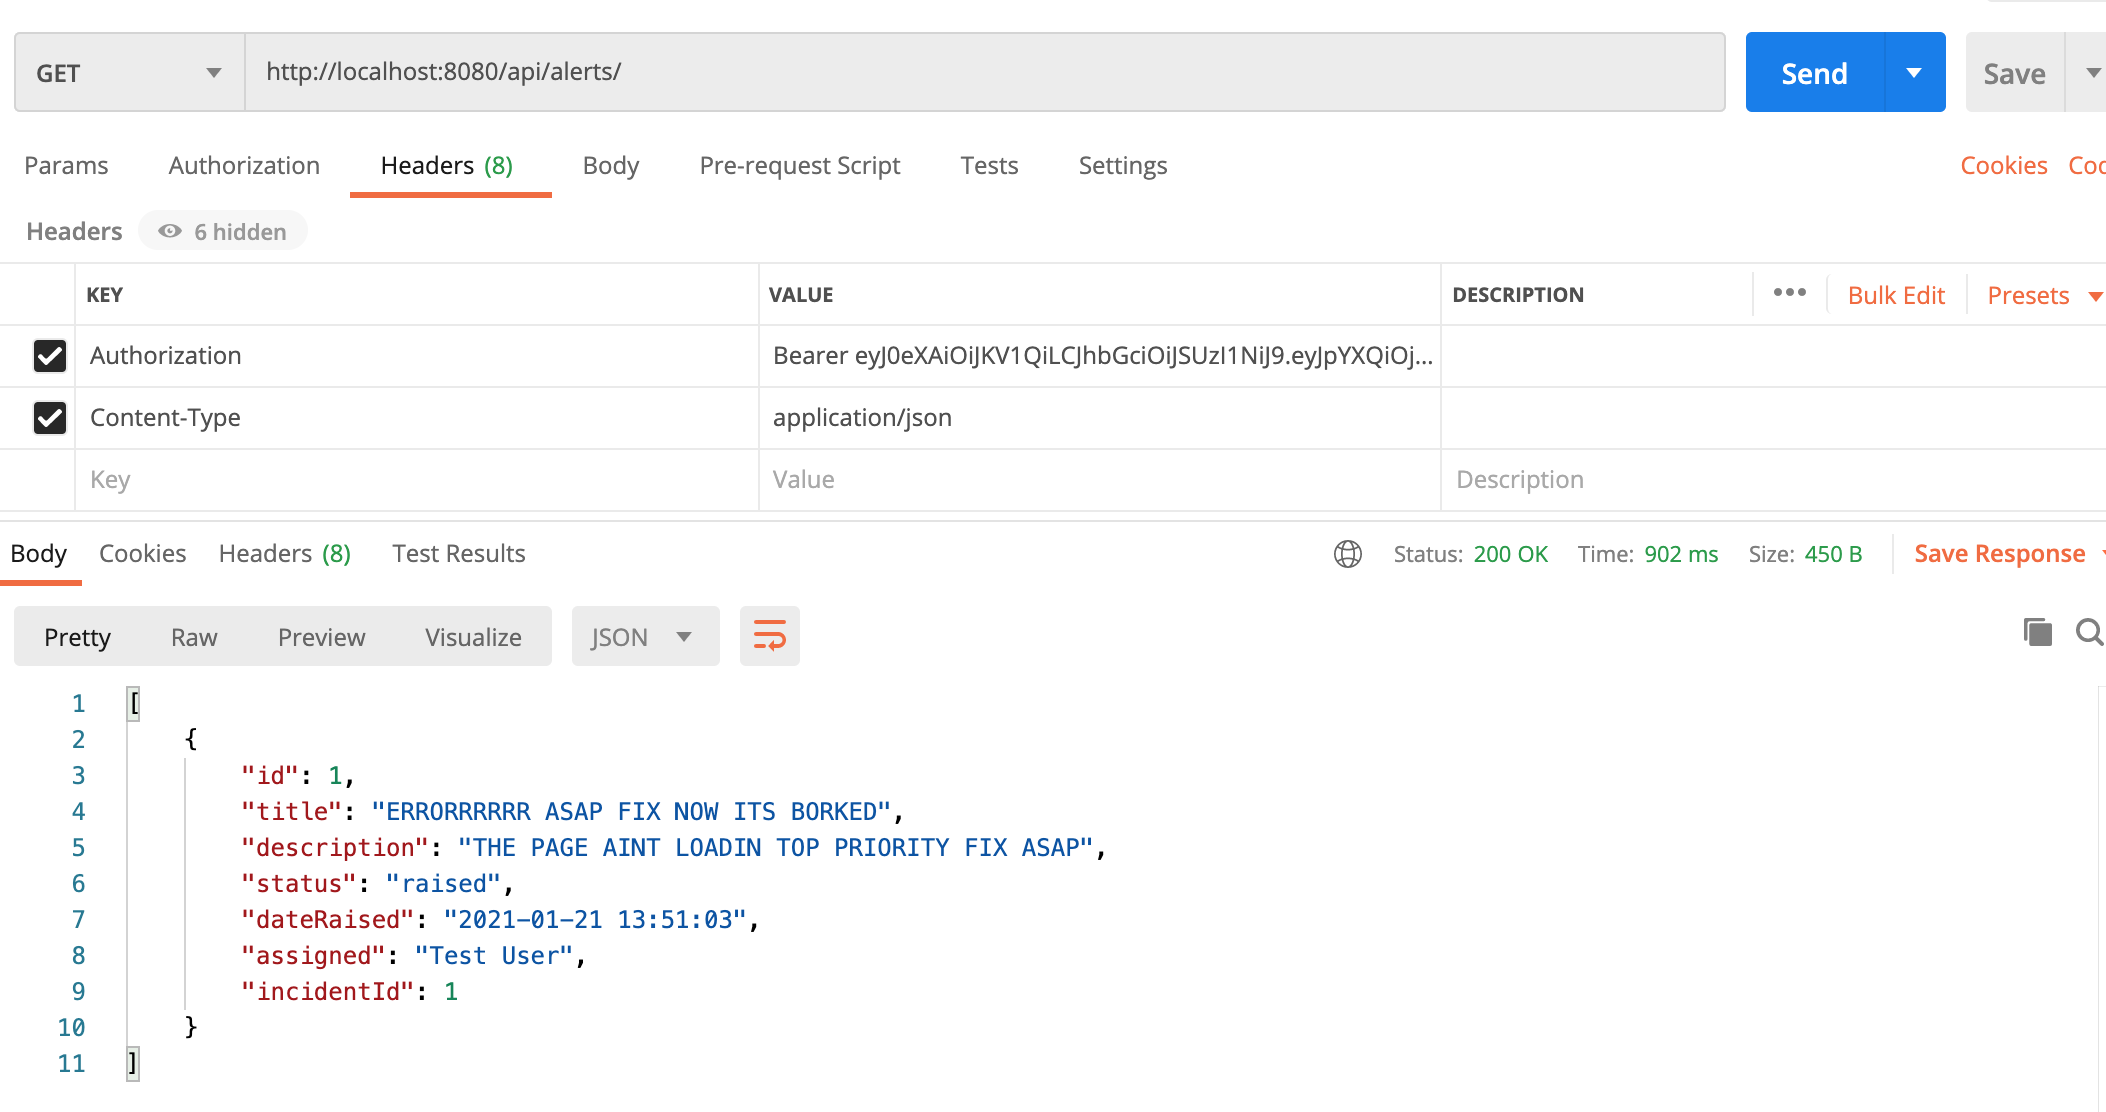 GET http://localhost:8080/api/alerts/ Send Save
Params Authorization Headers (8) Body Pre-request Script Tests Settings Cookies
Headers 6 hidden
KEY VALUE DESCRIPTION ••• Bulk Edit Presets
Authorization Bearer eyJ0eXAiOiJKV1QiLCJhbGciOiJSUzI1NiJ9.eyJpYXQiOj...
Content-Type application/json
Key Value Description
Body Cookies Headers (8) Test Results Status: 200 OK Time: 902 ms Size: 450 B Save Response
Pretty Raw Preview Visualize JSON
1 [
2 {
3 "id": 1,
4 "title": "ERRORRRRRR ASAP FIX NOW ITS BORKED",
5 "description": "THE PAGE AINT LOADIN TOP PRIORITY FIX ASAP",
6 "status": "raised",
7 "dateRaised": "2021-01-21 13:51:03",
8 "assigned": "Test User",
9 "incidentId": 1
10 }
11 ]